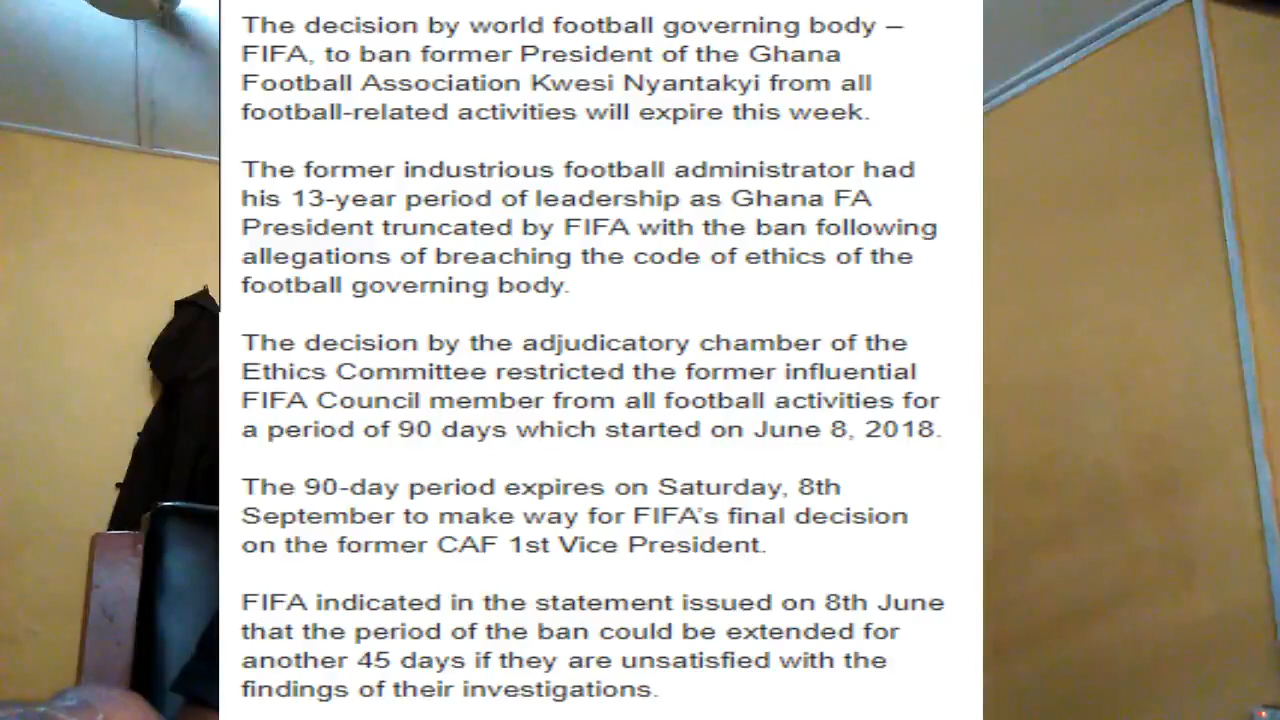 The decision by world football governing body –
FIFA, to ban former President of the Ghana
Football Association Kwesi Nyantakyi from all
football-related activities will expire this week.
The former industrious football administrator had
his 13-year period of leadership as Ghana FA
President truncated by FIFA with the ban following
allegations of breaching the code of ethics of the
football governing body.
The decision by the adjudicatory chamber of the
Ethics Committee restricted the former influential
FIFA Council member from all football activities for
a period of 90 days which started on June 8, 2018.
The 90-day period expires on Saturday, 8th
September to make way for FIFA's final decision
on the former CAF 1st Vice President.
FIFA indicated in the statement issued on 8th June
that the period of the ban could be extended for
another 45 days if they are unsatisfied with the
findings of their investigations.